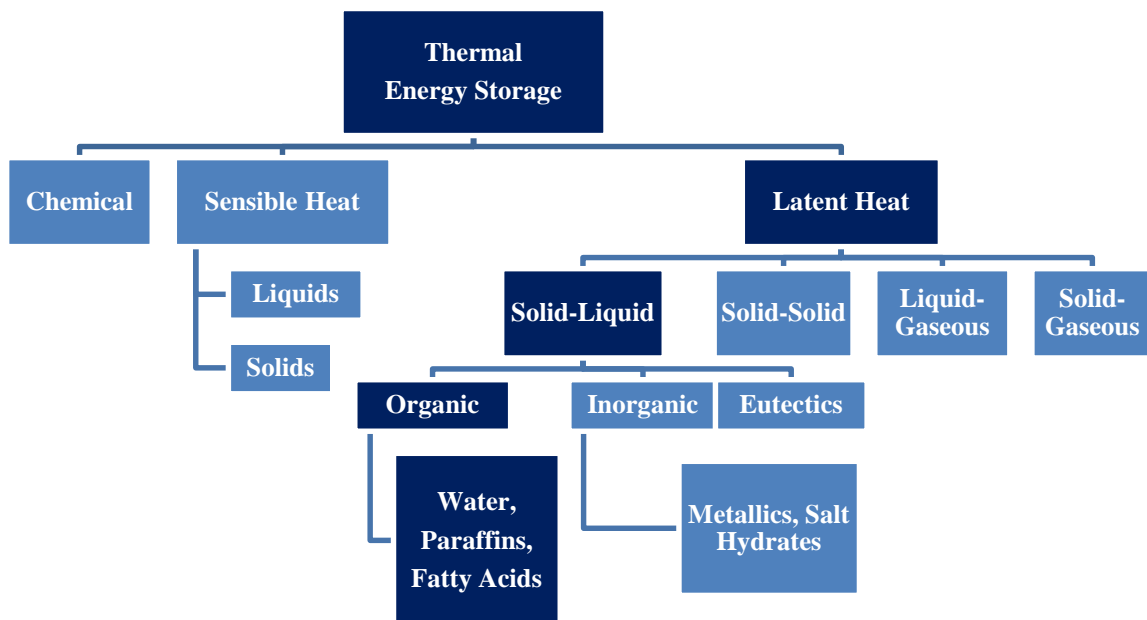 Thermal
Energy Storage
Chemical
Sensible Heat
Latent Heat
Liquids
Solids
Solid-Liquid
Solid-Solid
Liquid-
Gaseous
Solid-
Gaseous
Organic
Inorganic
Eutectics
Water,
Paraffins,
Fatty Acids
Metallics, Salt
Hydrates